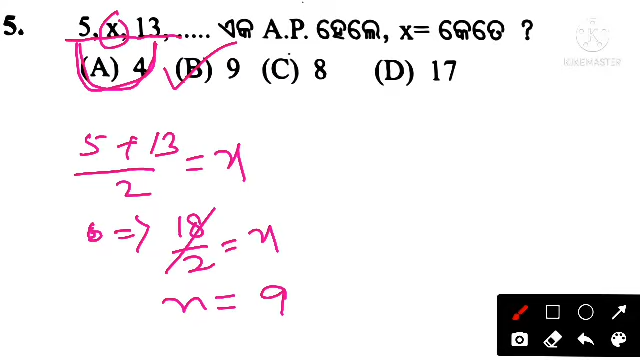 5. 5, x, 13, ..... ଏକ A.P. ହେଲେ, x= କେତେ ?
(A) 4 (B) 9 (C) 8 (D) 17
KINEMASTER
5 + 13 / 2 = x
=> 18 / 2 = x
x = 9